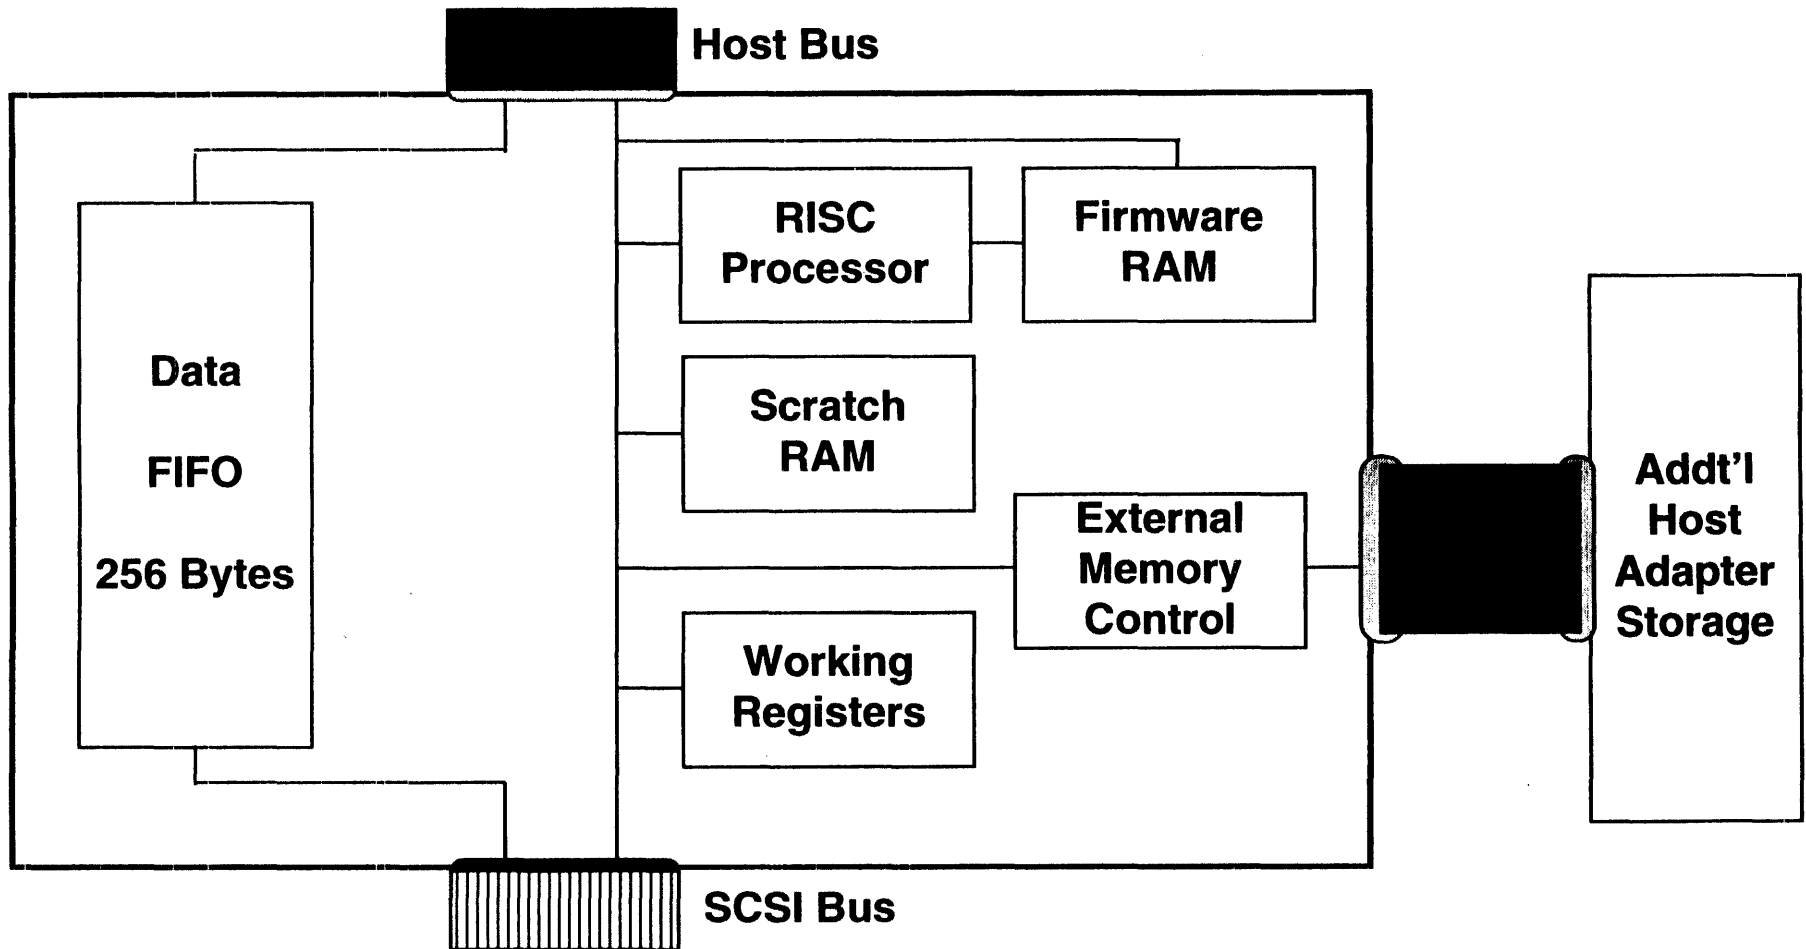 Host Bus
RISC
Processor
Firmware
RAM
Data
FIFO
256 Bytes
Scratch
RAM
External
Memory
Control
Working
Registers
Addt'l
Host
Adapter
Storage
SCSI Bus